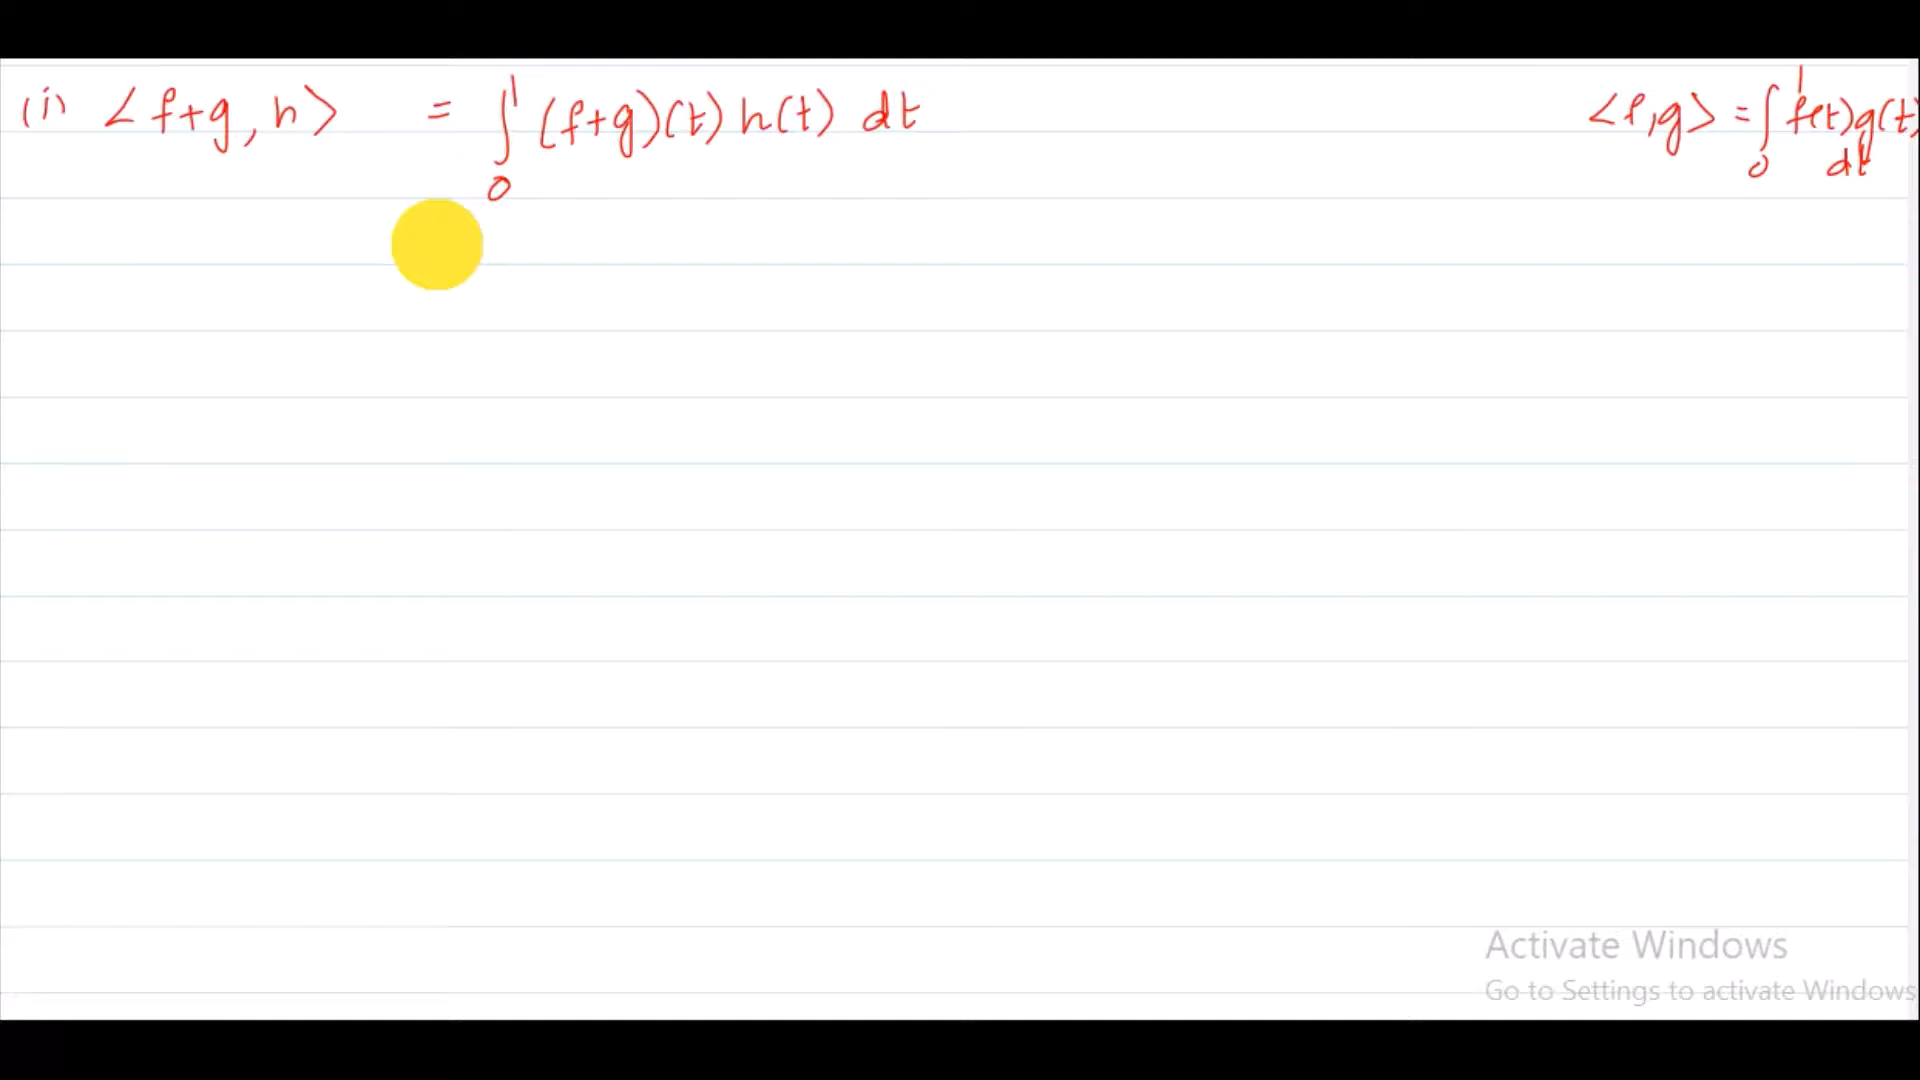 (i) <f+g, h> = ∫₀¹ (f+g)(t) h(t) dt
<f,g> = ∫₀¹ f(t)g(t)
dt
Activate Windows
Go to Settings to activate Windows